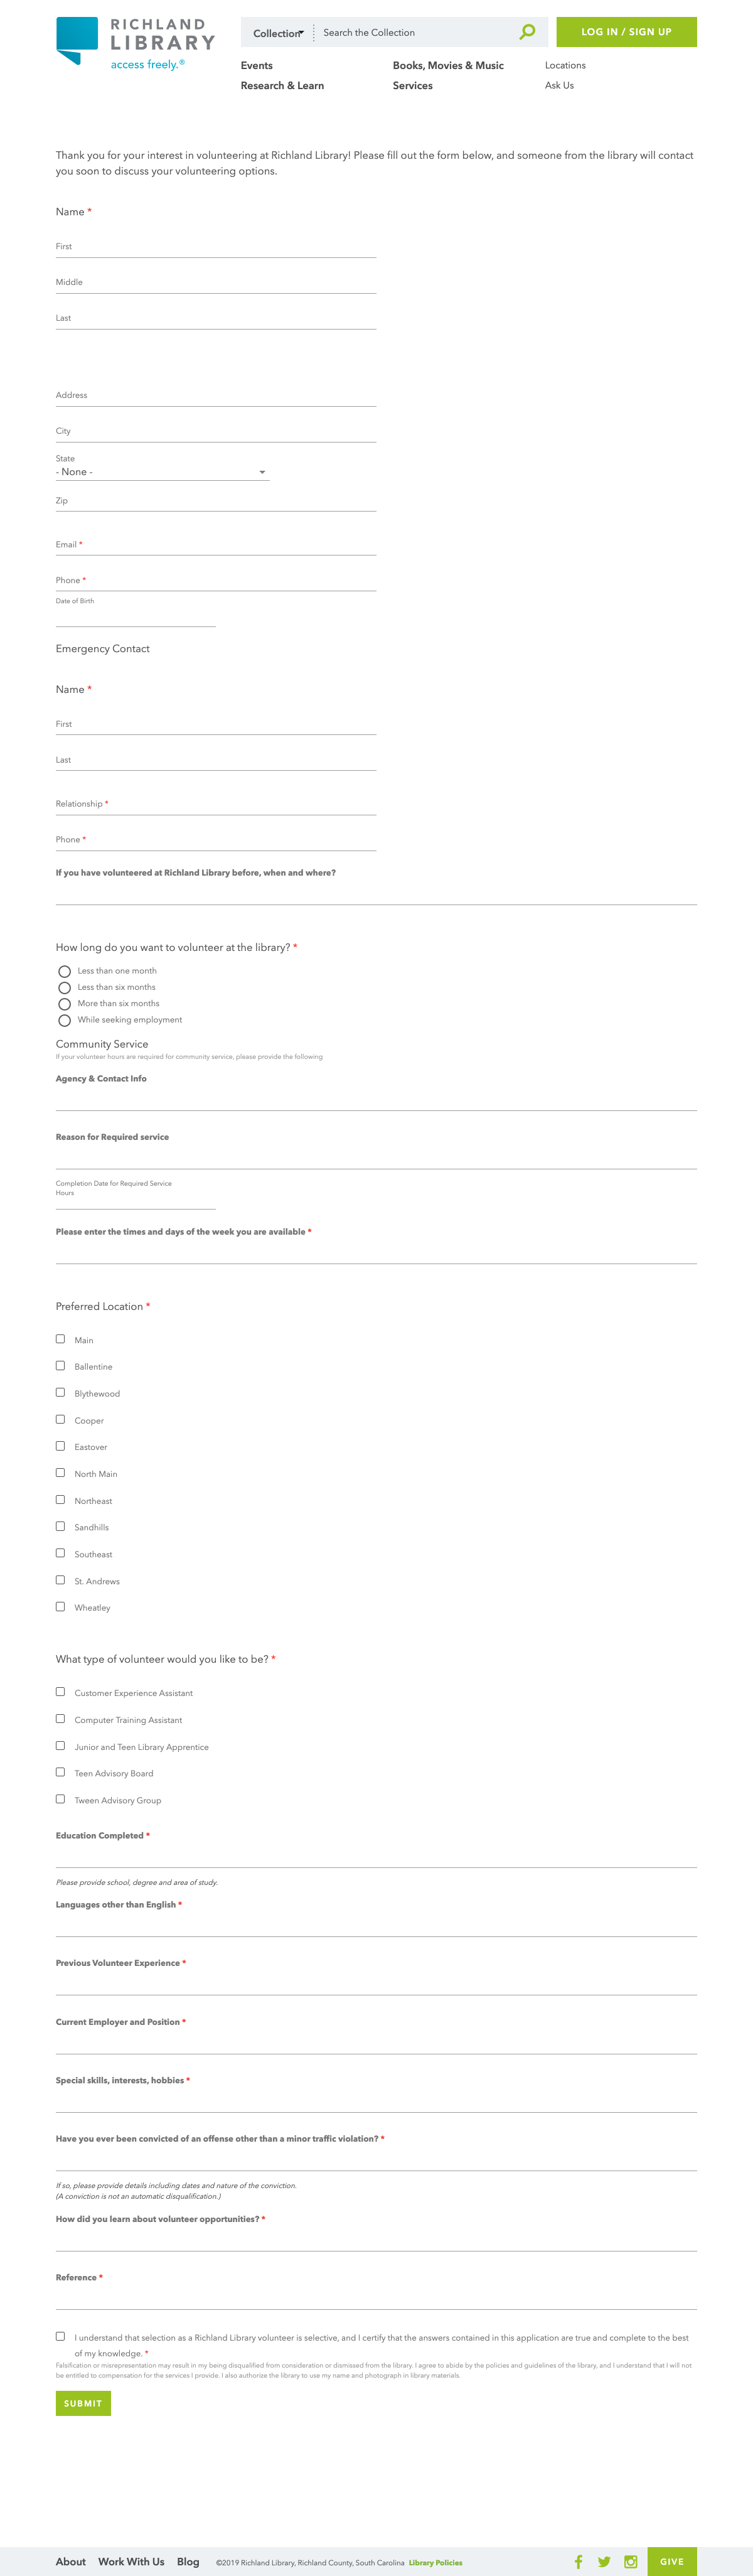 RICHLAND
LIBRARY
access freely.®
Collection
Search the Collection
LOG IN / SIGN UP
Events
Books, Movies & Music
Locations
Research & Learn
Services
Ask Us
Thank you for your interest in volunteering at Richland Library! Please fill out the form below, and someone from the library will contact
you soon to discuss your volunteering options.
Name *
First
Middle
Last
Address
City
State
- None -
Zip
Email *
Phone *
Date of Birth
Emergency Contact
Name *
First
Last
Relationship *
Phone *
If you have volunteered at Richland Library before, when and where?
How long do you want to volunteer at the library? *
Less than one month
Less than six months
More than six months
While seeking employment
Community Service
If your volunteer hours are required for community service, please provide the following
Agency & Contact Info
Reason for Required service
Completion Date for Required Service
Hours
Please enter the times and days of the week you are available *
Preferred Location *
Main
Ballentine
Blythewood
Cooper
Eastover
North Main
Northeast
Sandhills
Southeast
St. Andrews
Wheatley
What type of volunteer would you like to be? *
Customer Experience Assistant
Computer Training Assistant
Junior and Teen Library Apprentice
Teen Advisory Board
Tween Advisory Group
Education Completed *
Please provide school, degree and area of study.
Languages other than English *
Previous Volunteer Experience *
Current Employer and Position *
Special skills, interests, hobbies *
Have you ever been convicted of an offense other than a minor traffic violation? *
If so, please provide details including dates and nature of the conviction.
(A conviction is not an automatic disqualification.)
How did you learn about volunteer opportunities? *
Reference *
I understand that selection as a Richland Library volunteer is selective, and I certify that the answers contained in this application are true and complete to the best
of my knowledge. *
Falsification or misrepresentation may result in my being disqualified from consideration or dismissed from the library. I agree to abide by the policies and guidelines of the library, and I understand that I will not
be entitled to compensation for the services I provide. I also authorize the library to use my name and photograph in library materials.
SUBMIT
About
Work With Us
Blog
©2019 Richland Library, Richland County, South Carolina Library Policies
GIVE